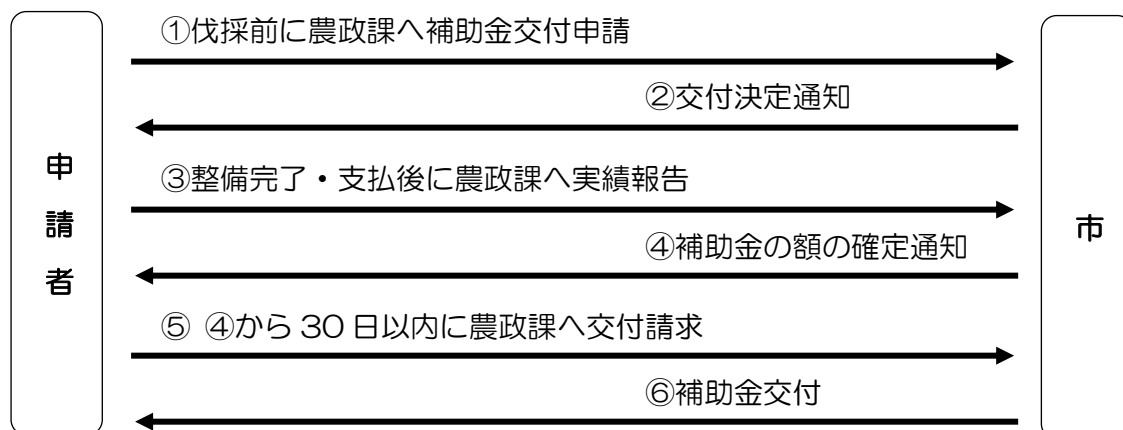 ①伐採前に農政課へ補助金交付申請
②交付決定通知
申請者
③整備完了・支払後に農政課へ実績報告
市
④補助金の額の確定通知
⑤ ④から30日以内に農政課へ交付請求
⑥補助金交付